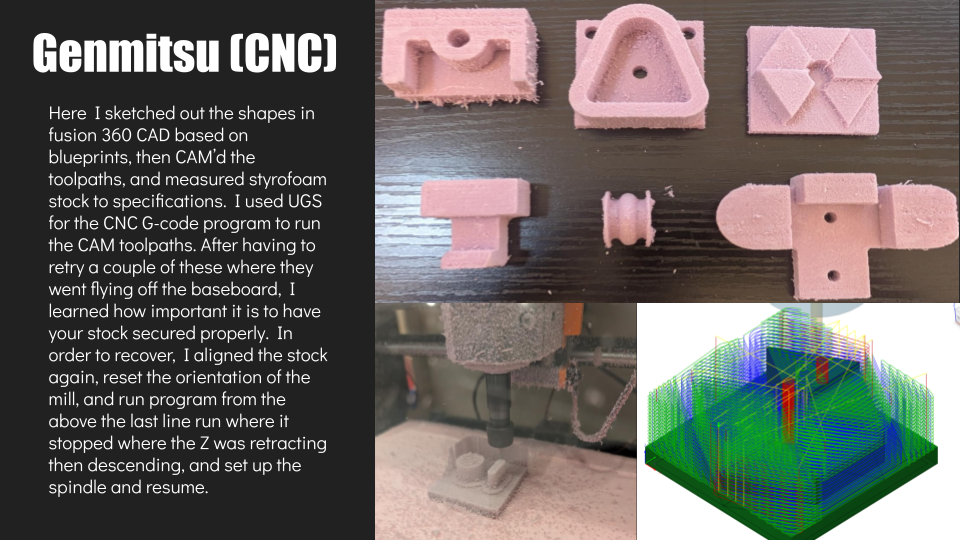 Genmitsu (CNC)
Here  I sketched out the shapes in
fusion 360 CAD based on
blueprints, then CAM’d the
toolpaths, and measured styrofoam
stock to specifications.  I used UGS
for the CNC G-code program to run
the CAM toolpaths. After having to
retry a couple of these where they
went flying off the baseboard,  I
learned how important it is to have
your stock secured properly.  In
order to recover,  I aligned the stock
again, reset the orientation of the
mill, and run program from the
above the last line run where it
stopped where the Z was retracting
then descending, and set up the
spindle and resume.